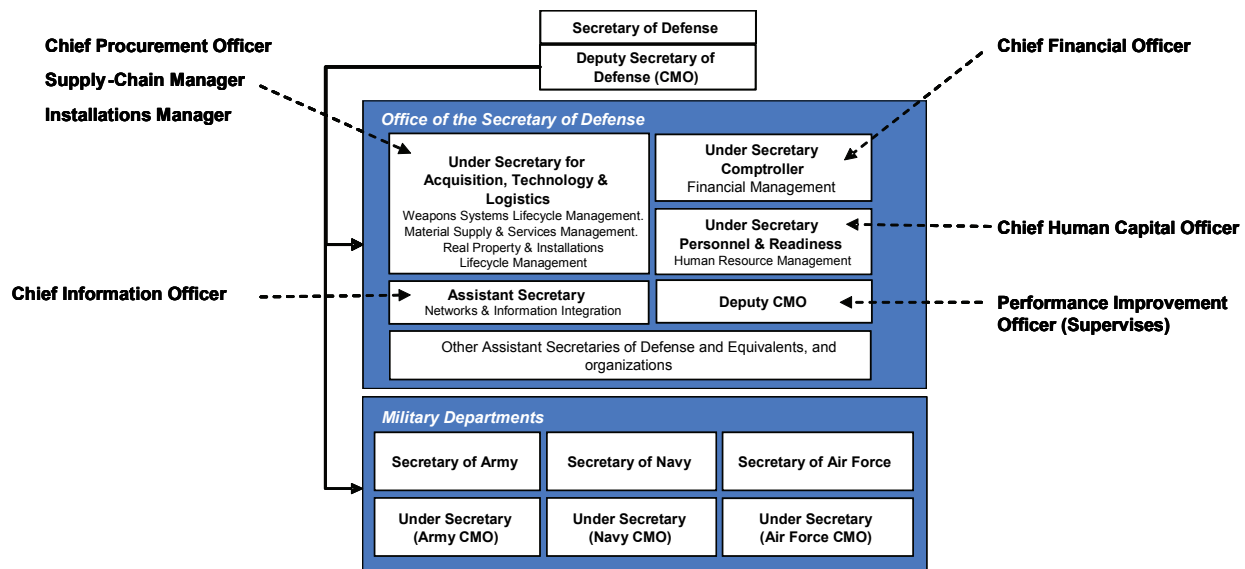 Secretary of Defense
Deputy Secretary of
Defense (CMO)
Chief Procurement Officer
Supply-Chain Manager
Installations Manager
Chief Financial Officer
Office of the Secretary of Defense
Under Secretary for
Acquisition, Technology &
Logistics
Weapons Systems Lifecycle Management.
Material Supply & Services Management.
Real Property & Installations
Lifecycle Management
Under Secretary
Comptroller
Financial Management
Under Secretary
Personnel & Readiness
Human Resource Management
Chief Human Capital Officer
Chief Information Officer
Assistant Secretary
Networks & Information Integration
Deputy CMO
Performance Improvement
Officer (Supervises)
Other Assistant Secretaries of Defense and Equivalents, and
organizations
Military Departments
Secretary of Army
Secretary of Navy
Secretary of Air Force
Under Secretary
(Army CMO)
Under Secretary
(Navy CMO)
Under Secretary
(Air Force CMO)